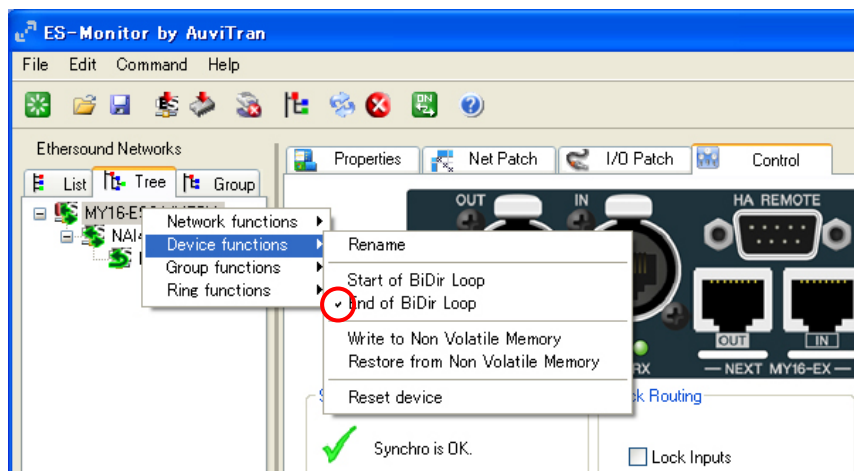 ES-Monitor by AuviTran
File Edit Command Help
Ethersound Networks
List Tree Group
Properties Net Patch I/O Patch Control
OUT IN HA REMOTE
Network functions
Device functions
Group functions
Ring functions
Rename
Start of BiDir Loop
End of BiDir Loop
Write to Non Volatile Memory
Restore from Non Volatile Memory
Reset device
OUT IN
RX — NEXT MY16-EX —
Routing
Synchro is OK.
Lock Inputs